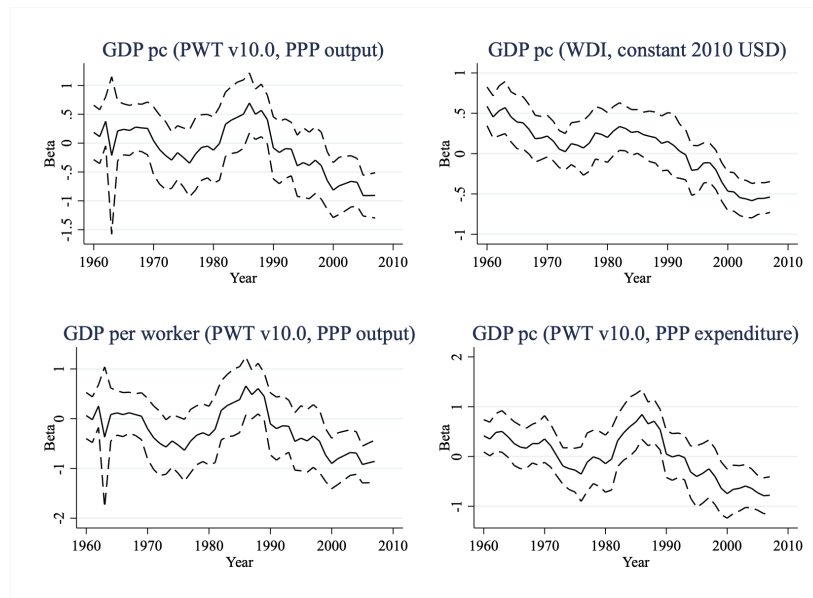 GDP pc (PWT v10.0, PPP output)
Beta
1
.5
0
-.5
-1
-1.5
1960 1970 1980 1990 2000 2010
Year
GDP pc (WDI, constant 2010 USD)
Beta
1
.5
0
-.5
-1
1960 1970 1980 1990 2000 2010
Year
GDP per worker (PWT v10.0, PPP output)
Beta
1
0
-1
-2
1960 1970 1980 1990 2000 2010
Year
GDP pc (PWT v10.0, PPP expenditure)
Beta
2
1
0
-1
1960 1970 1980 1990 2000 2010
Year